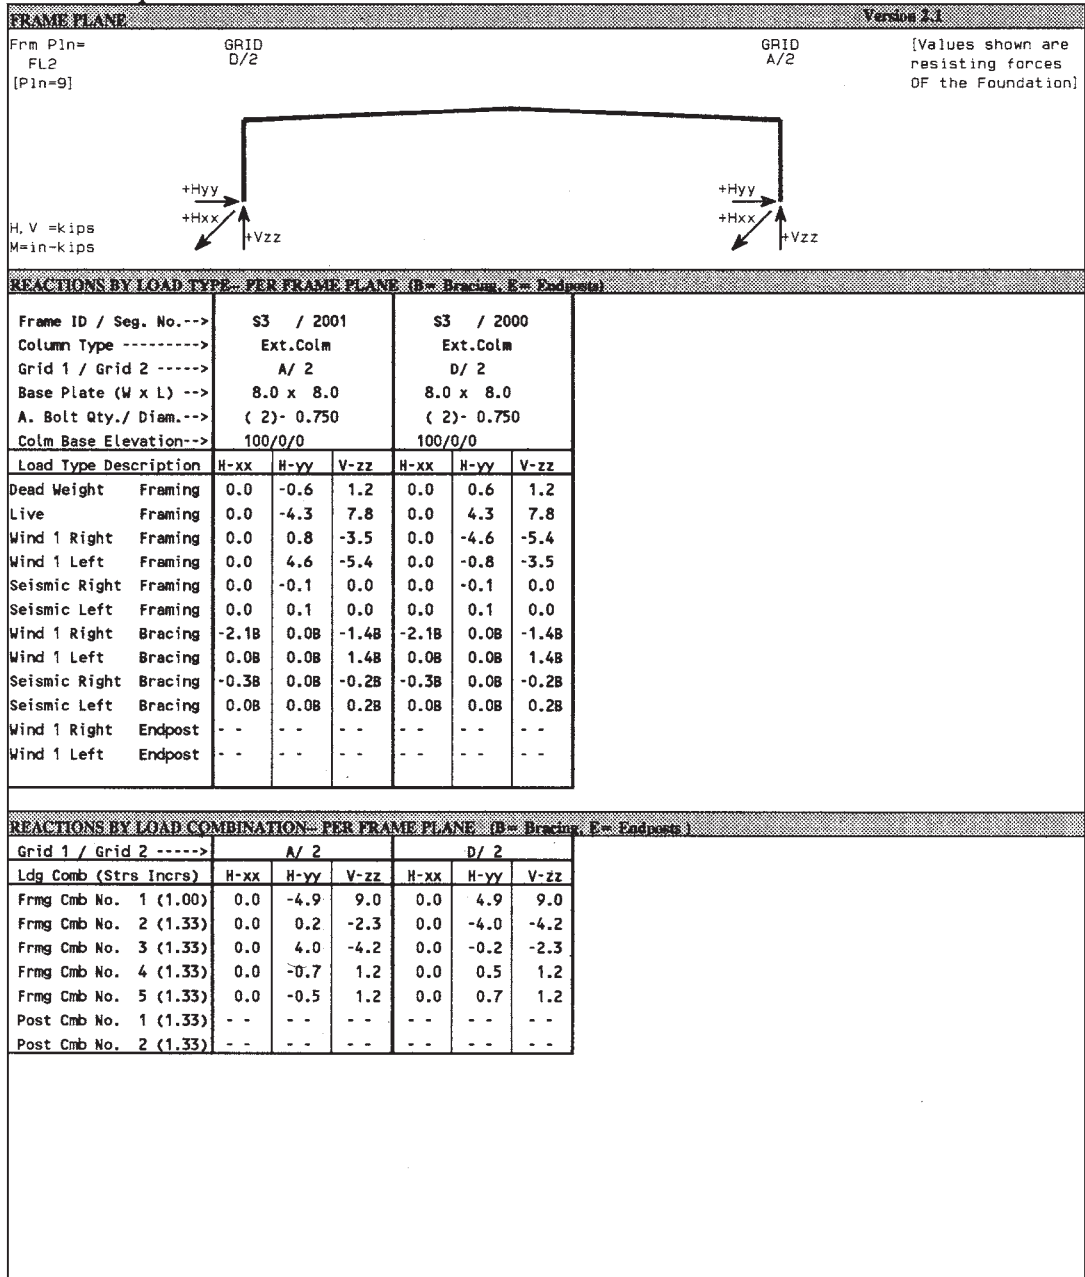 FRAME PLANE Version 2.1
Frm Pln= GRID GRID [Values shown are
FL2 D/2 A/2 resisting forces
[Pln=9] OF the Foundation]
+Hyy +Hyy
+Hxx +Hxx
H,V =kips +Vzz +Vzz
M=in-kips
REACTIONS BY LOAD TYPE-- PER FRAME PLANE (B= Bracing, E= Endposts)
Frame ID / Seg. No.--> S3 / 2001 S3 / 2000
Column Type ---------> Ext.Colm Ext.Colm
Grid 1 / Grid 2 -----> A/ 2 D/ 2
Base Plate (W x L) --> 8.0 x 8.0 8.0 x 8.0
A. Bolt Qty./ Diam.--> ( 2)- 0.750 ( 2)- 0.750
Colm Base Elevation--> 100/0/0 100/0/0
Load Type Description H-xx H-yy V-zz H-xx H-yy V-zz
Dead Weight Framing 0.0 -0.6 1.2 0.0 0.6 1.2
Live Framing 0.0 -4.3 7.8 0.0 4.3 7.8
Wind 1 Right Framing 0.0 0.8 -3.5 0.0 -4.6 -5.4
Wind 1 Left Framing 0.0 4.6 -5.4 0.0 -0.8 -3.5
Seismic Right Framing 0.0 -0.1 0.0 0.0 -0.1 0.0
Seismic Left Framing 0.0 0.1 0.0 0.0 0.1 0.0
Wind 1 Right Bracing -2.1B 0.0B -1.4B -2.1B 0.0B -1.4B
Wind 1 Left Bracing 0.0B 0.0B 1.4B 0.0B 0.0B 1.4B
Seismic Right Bracing -0.3B 0.0B -0.2B -0.3B 0.0B -0.2B
Seismic Left Bracing 0.0B 0.0B 0.2B 0.0B 0.0B 0.2B
Wind 1 Right Endpost - - - - - - - - - - - -
Wind 1 Left Endpost - - - - - - - - - - - -
REACTIONS BY LOAD COMBINATION-- PER FRAME PLANE (B= Bracing, E= Endposts )
Grid 1 / Grid 2 -----> A/ 2 D/ 2
Ldg Comb (Strs Incrs) H-xx H-yy V-zz H-xx H-yy V-zz
Frmg Cmb No. 1 (1.00) 0.0 -4.9 9.0 0.0 4.9 9.0
Frmg Cmb No. 2 (1.33) 0.0 0.2 -2.3 0.0 -4.0 -4.2
Frmg Cmb No. 3 (1.33) 0.0 4.0 -4.2 0.0 -0.2 -2.3
Frmg Cmb No. 4 (1.33) 0.0 -0.7 1.2 0.0 0.5 1.2
Frmg Cmb No. 5 (1.33) 0.0 -0.5 1.2 0.0 0.7 1.2
Post Cmb No. 1 (1.33) - - - - - - - - - - - -
Post Cmb No. 2 (1.33) - - - - - - - - - - - -